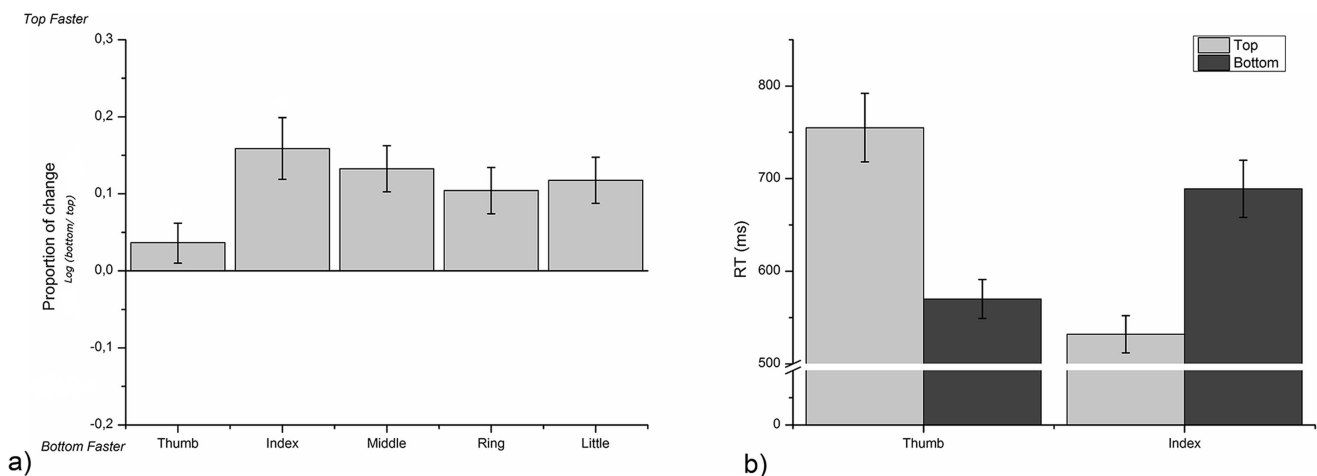 Top Faster
0,3
0,2
0,1
0,0
-0,1
-0,2
Proportion of change
Log (bottom/ top)
Bottom Faster
Thumb Index Middle Ring Little
a)
Top
Bottom
800
700
600
500
0
RT (ms)
Thumb Index
b)